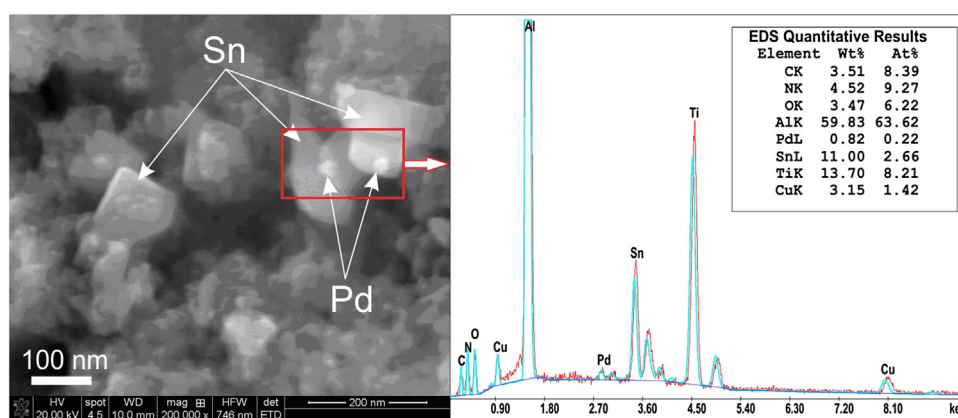 Sn
Pd
100 nm
HV spot WD mag HFW det
20.00 kV 4.5 10.0 mm 200 000 x 746 nm ETD
200 nm
Al
Ti
Sn
Cu
O
N
C
Pd
Cu
EDS Quantitative Results
Element Wt% At%
CK 3.51 8.39
NK 4.52 9.27
OK 3.47 6.22
AlK 59.83 63.62
PdL 0.82 0.22
SnL 11.00 2.66
TiK 13.70 8.21
CuK 3.15 1.42
0.90 1.80 2.70 3.60 4.50 5.40 6.30 7.20 8.10